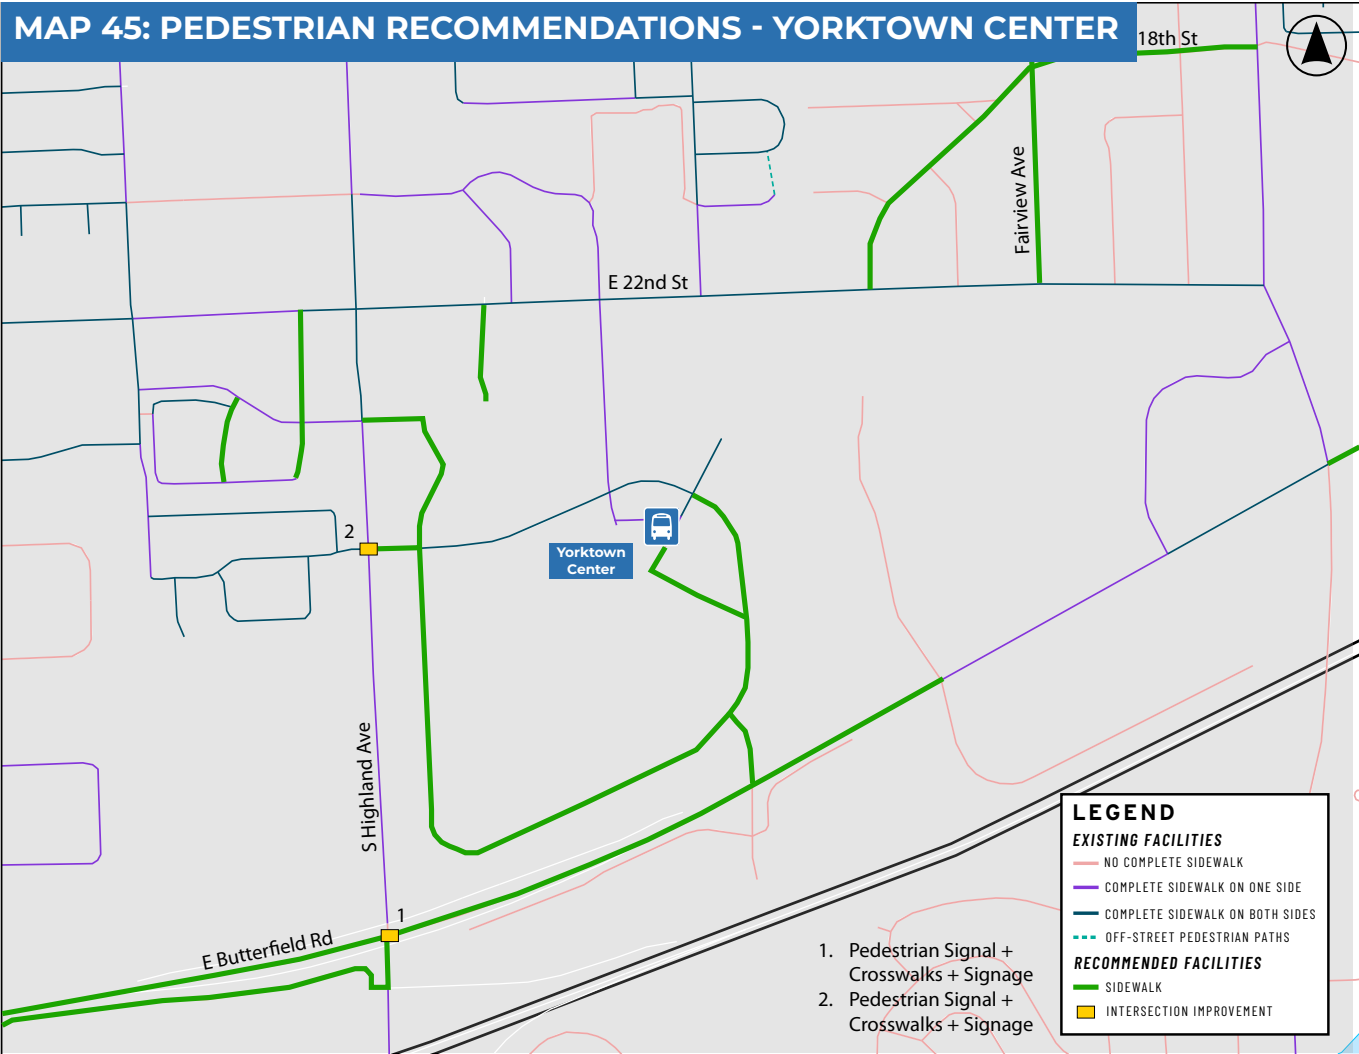 MAP 45: PEDESTRIAN RECOMMENDATIONS - YORKTOWN CENTER
18th St
Fairview Ave
E 22nd St
2
Yorktown
Center
S Highland Ave
1
E Butterfield Rd
1. Pedestrian Signal +
Crosswalks + Signage
2. Pedestrian Signal +
Crosswalks + Signage
LEGEND
EXISTING FACILITIES
NO COMPLETE SIDEWALK
COMPLETE SIDEWALK ON ONE SIDE
COMPLETE SIDEWALK ON BOTH SIDES
OFF-STREET PEDESTRIAN PATHS
RECOMMENDED FACILITIES
SIDEWALK
INTERSECTION IMPROVEMENT